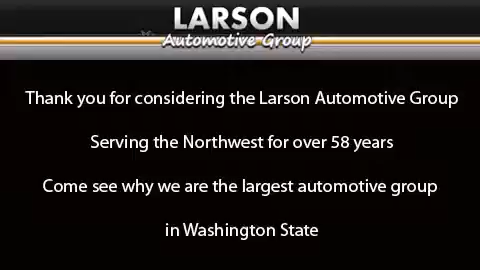 LARSON
Automotive Group
Thank you for considering the Larson Automotive Group
Serving the Northwest for over 58 years
Come see why we are the largest automotive group
in Washington State